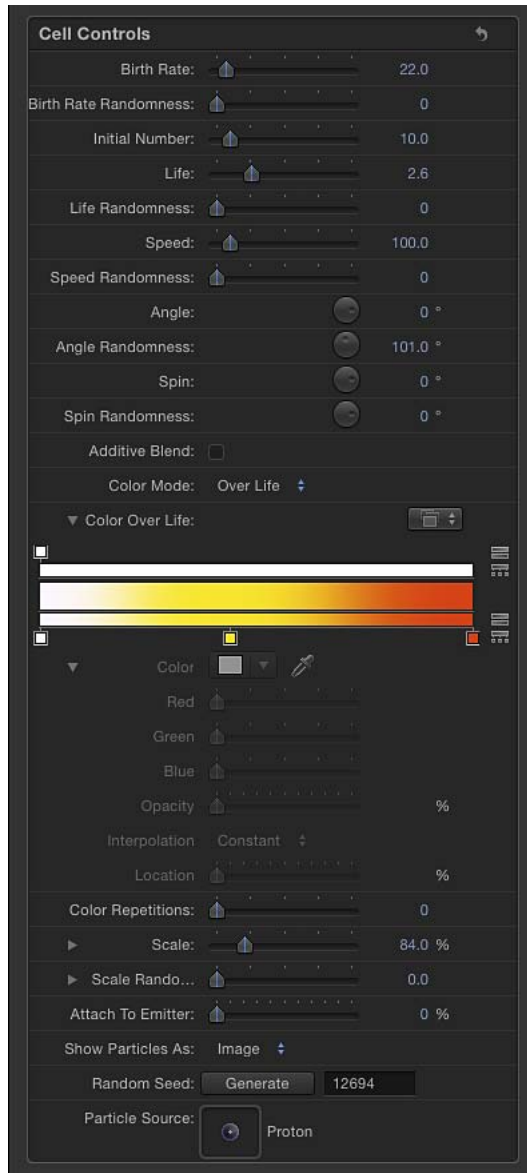 Cell Controls
Birth Rate: 22.0
Birth Rate Randomness: 0
Initial Number: 10.0
Life: 2.6
Life Randomness: 0
Speed: 100.0
Speed Randomness: 0
Angle: 0 °
Angle Randomness: 101.0 °
Spin: 0 °
Spin Randomness: 0 °
Additive Blend:
Color Mode: Over Life
Color Over Life:
Color
Red
Green
Blue
Opacity %
Interpolation Constant
Location %
Color Repetitions: 0
Scale: 84.0 %
Scale Rando... 0.0
Attach To Emitter: 0 %
Show Particles As: Image
Random Seed: Generate 12694
Particle Source: Proton